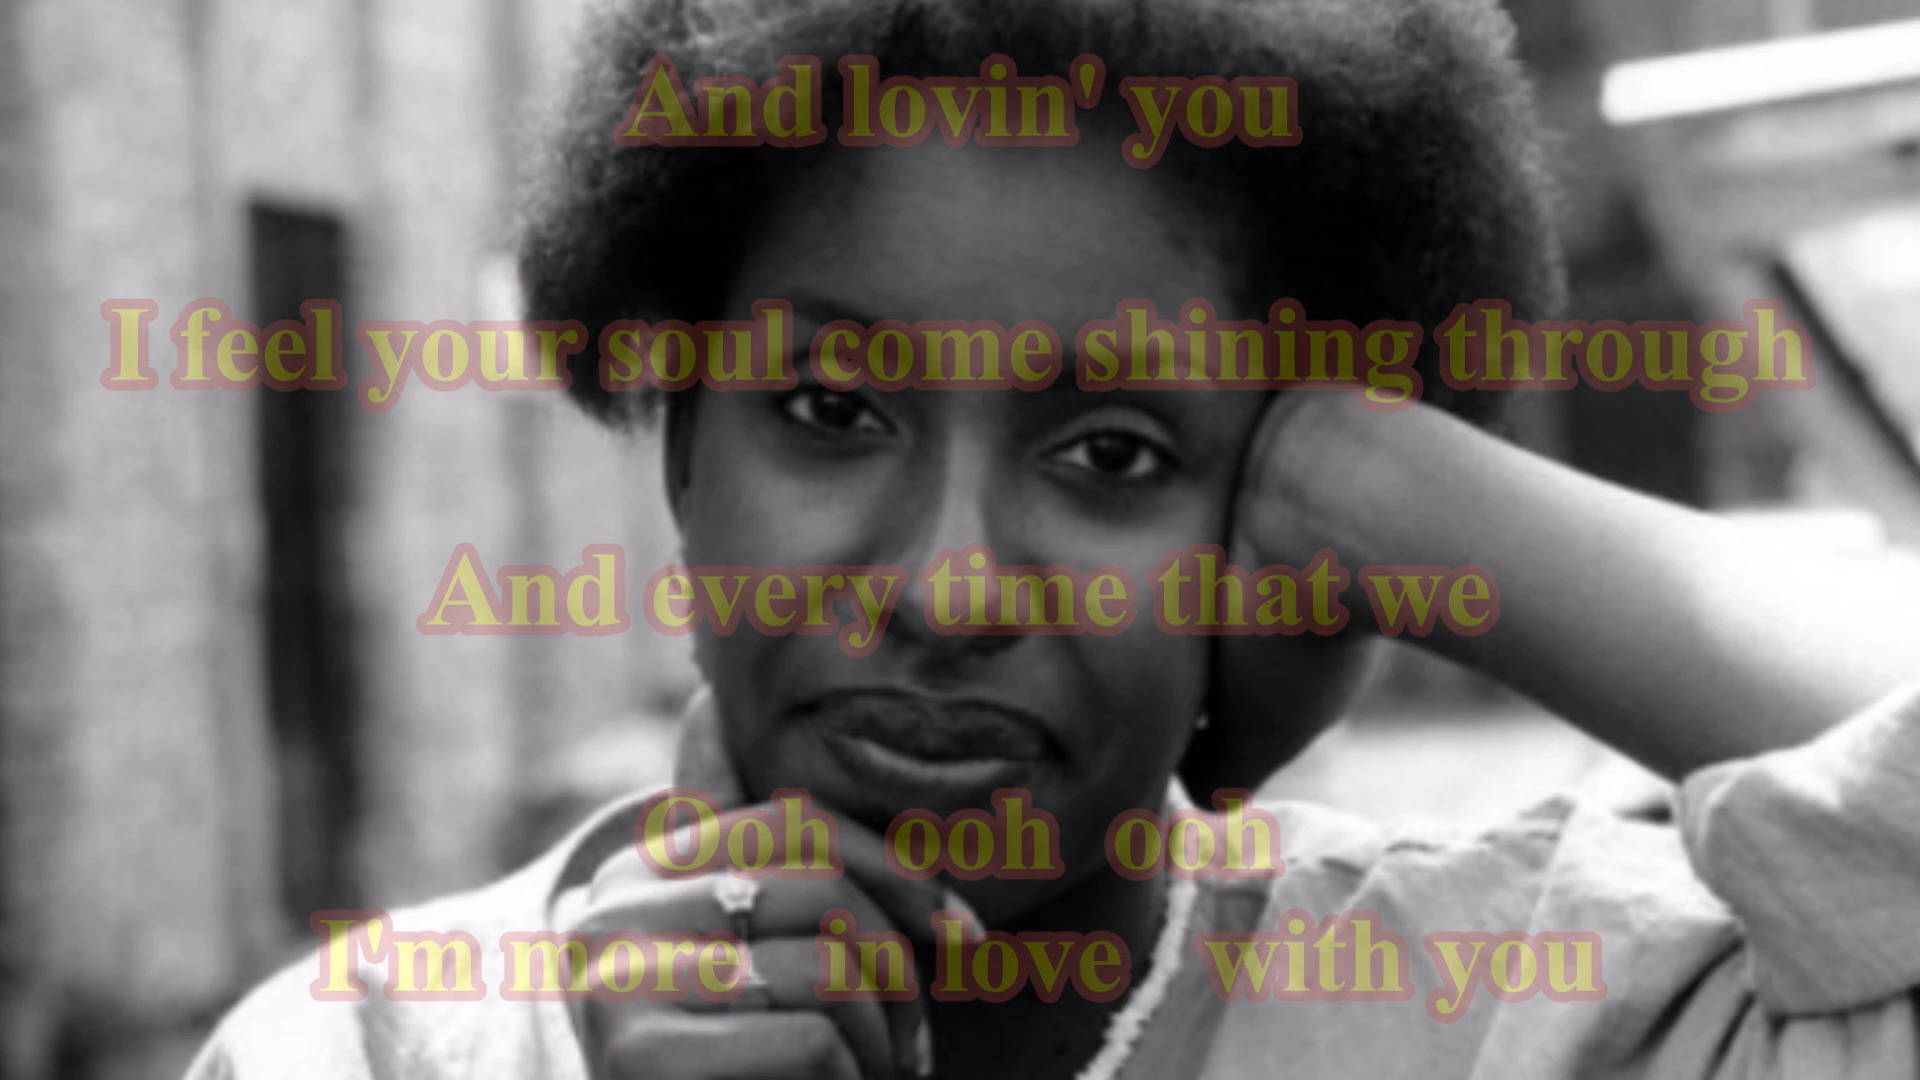 And lovin' you
I feel your soul come shining through
And every time that we
Ooh ooh ooh
I'm more in love with you